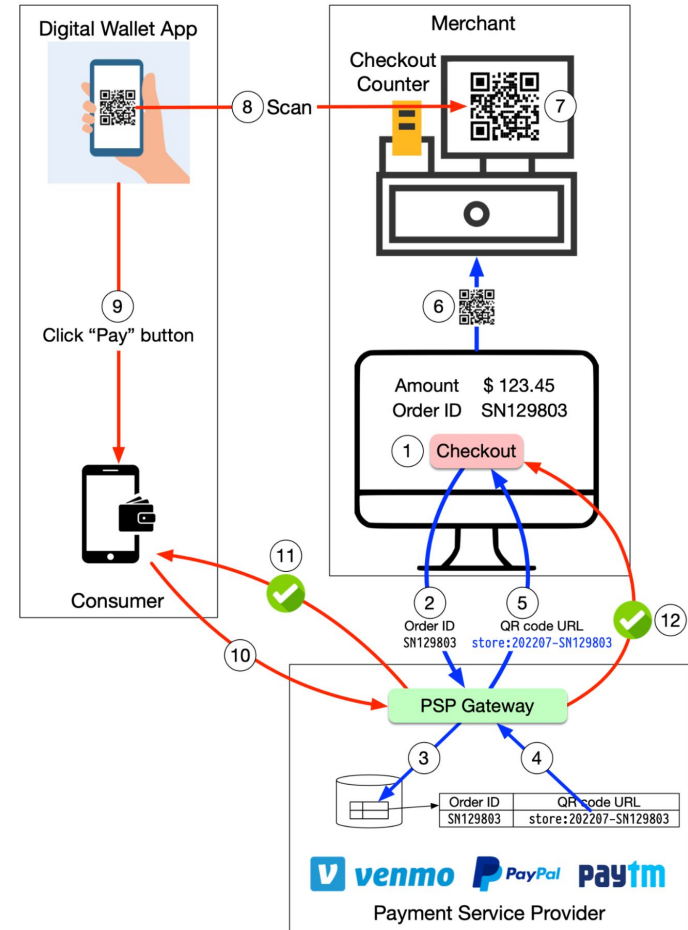 Digital Wallet App
Merchant
Checkout
Counter
8 Scan
7
9
Click “Pay” button
6
Amount $ 123.45
Order ID SN129803
1 Checkout
Consumer
11
2
5
12
Order ID
SN129803
QR code URL
store:202207-SN129803
10
PSP Gateway
3
4
Order ID QR code URL
SN129803 store:202207-SN129803
V venmo PayPal paytm
Payment Service Provider